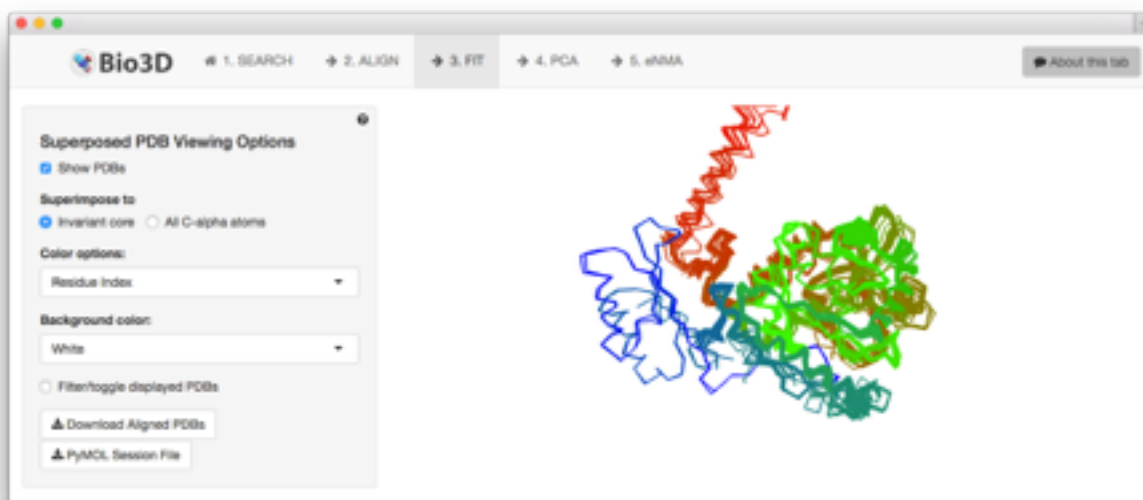 Bio3D 1. SEARCH 2. ALIGN 3. FIT 4. PCA 5. eNMA About this tab
Superposed PDB Viewing Options
Show PDBs
Superimpose to
Invariant core All C-alpha atoms
Color options:
Residue Index
Background color:
White
Filter/toggle displayed PDBs
Download Aligned PDBs
PyMOL Session File